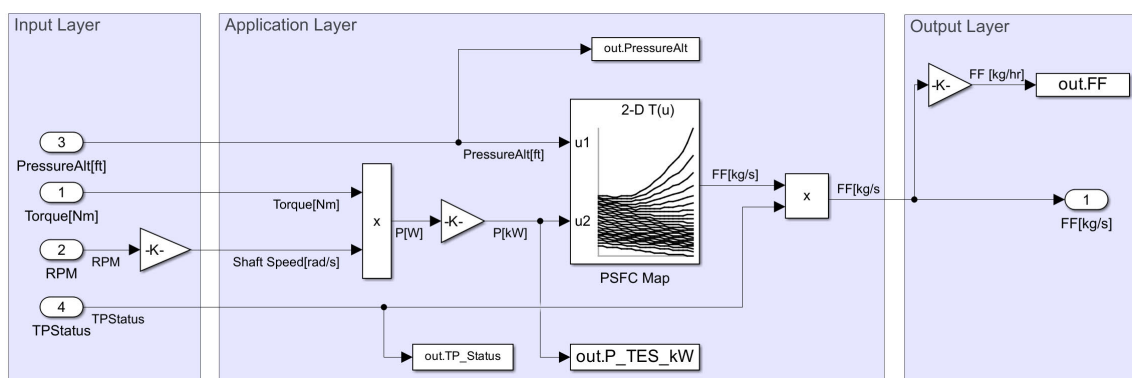 Input Layer
Application Layer
Output Layer
out.PressureAlt
FF [kg/hr]
-K-
out.FF
2-D T(u)
3
u1
PressureAlt[ft]
PressureAlt[ft]
FF[kg/s]
1
Torque[Nm]
Torque[Nm]
x
-K-
P[W]
P[kW]
u2
x
FF[kg/s
1
FF[kg/s]
2
RPM
RPM
-K-
Shaft Speed[rad/s]
PSFC Map
4
TPStatus
TPStatus
out.TP_Status
out.P_TES_kW